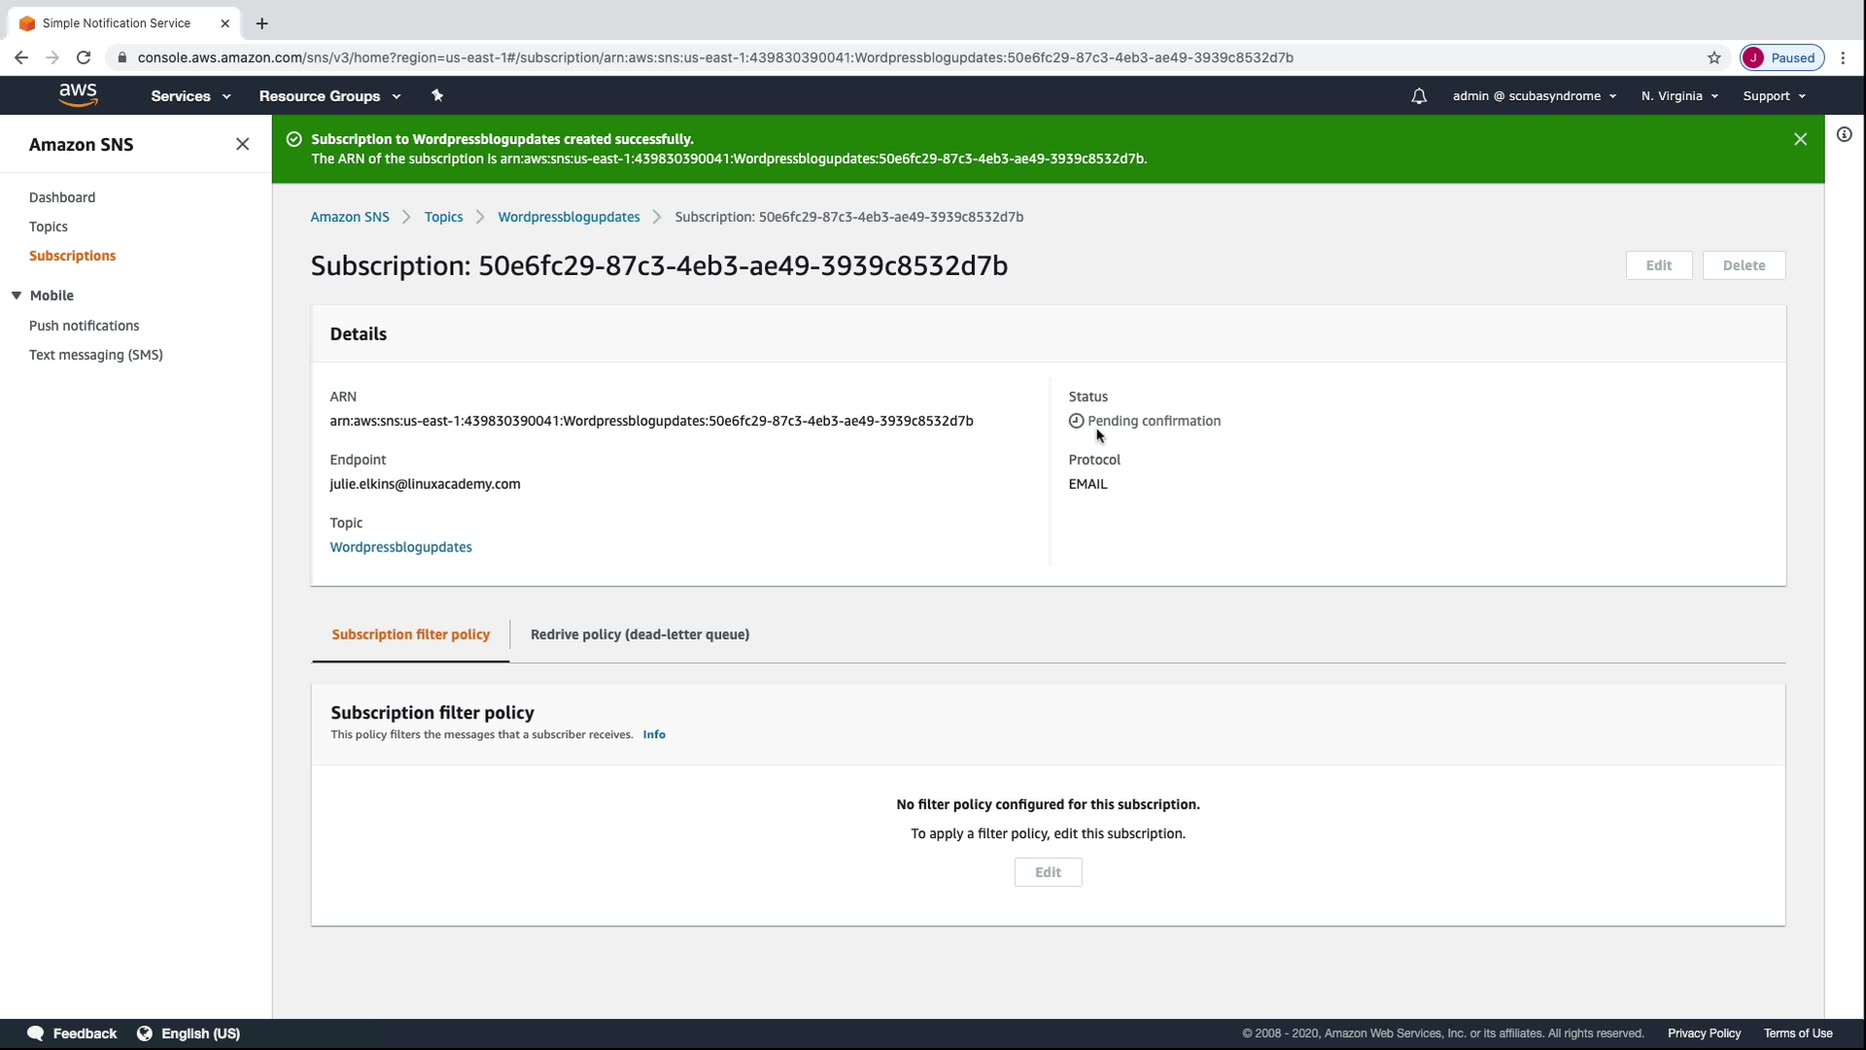 Simple Notification Service
console.aws.amazon.com/sns/v3/home?region=us-east-1#/subscription/arn:aws:sns:us-east-1:439830390041:Wordpressblogupdates:50e6fc29-87c3-4eb3-ae49-3939c8532d7b
J Paused
aws Services Resource Groups admin @ scubasyndrome N. Virginia Support
Amazon SNS
Dashboard
Topics
Subscriptions
Mobile
Push notifications
Text messaging (SMS)
Subscription to Wordpressblogupdates created successfully.
The ARN of the subscription is arn:aws:sns:us-east-1:439830390041:Wordpressblogupdates:50e6fc29-87c3-4eb3-ae49-3939c8532d7b.
Amazon SNS Topics Wordpressblogupdates Subscription: 50e6fc29-87c3-4eb3-ae49-3939c8532d7b
Subscription: 50e6fc29-87c3-4eb3-ae49-3939c8532d7b
Edit Delete
Details
ARN
arn:aws:sns:us-east-1:439830390041:Wordpressblogupdates:50e6fc29-87c3-4eb3-ae49-3939c8532d7b
Endpoint
julie.elkins@linuxacademy.com
Topic
Wordpressblogupdates
Status
Pending confirmation
Protocol
EMAIL
Subscription filter policy Redrive policy (dead-letter queue)
Subscription filter policy
This policy filters the messages that a subscriber receives. Info
No filter policy configured for this subscription.
To apply a filter policy, edit this subscription.
Edit
Feedback English (US) © 2008 - 2020, Amazon Web Services, Inc. or its affiliates. All rights reserved. Privacy Policy Terms of Use